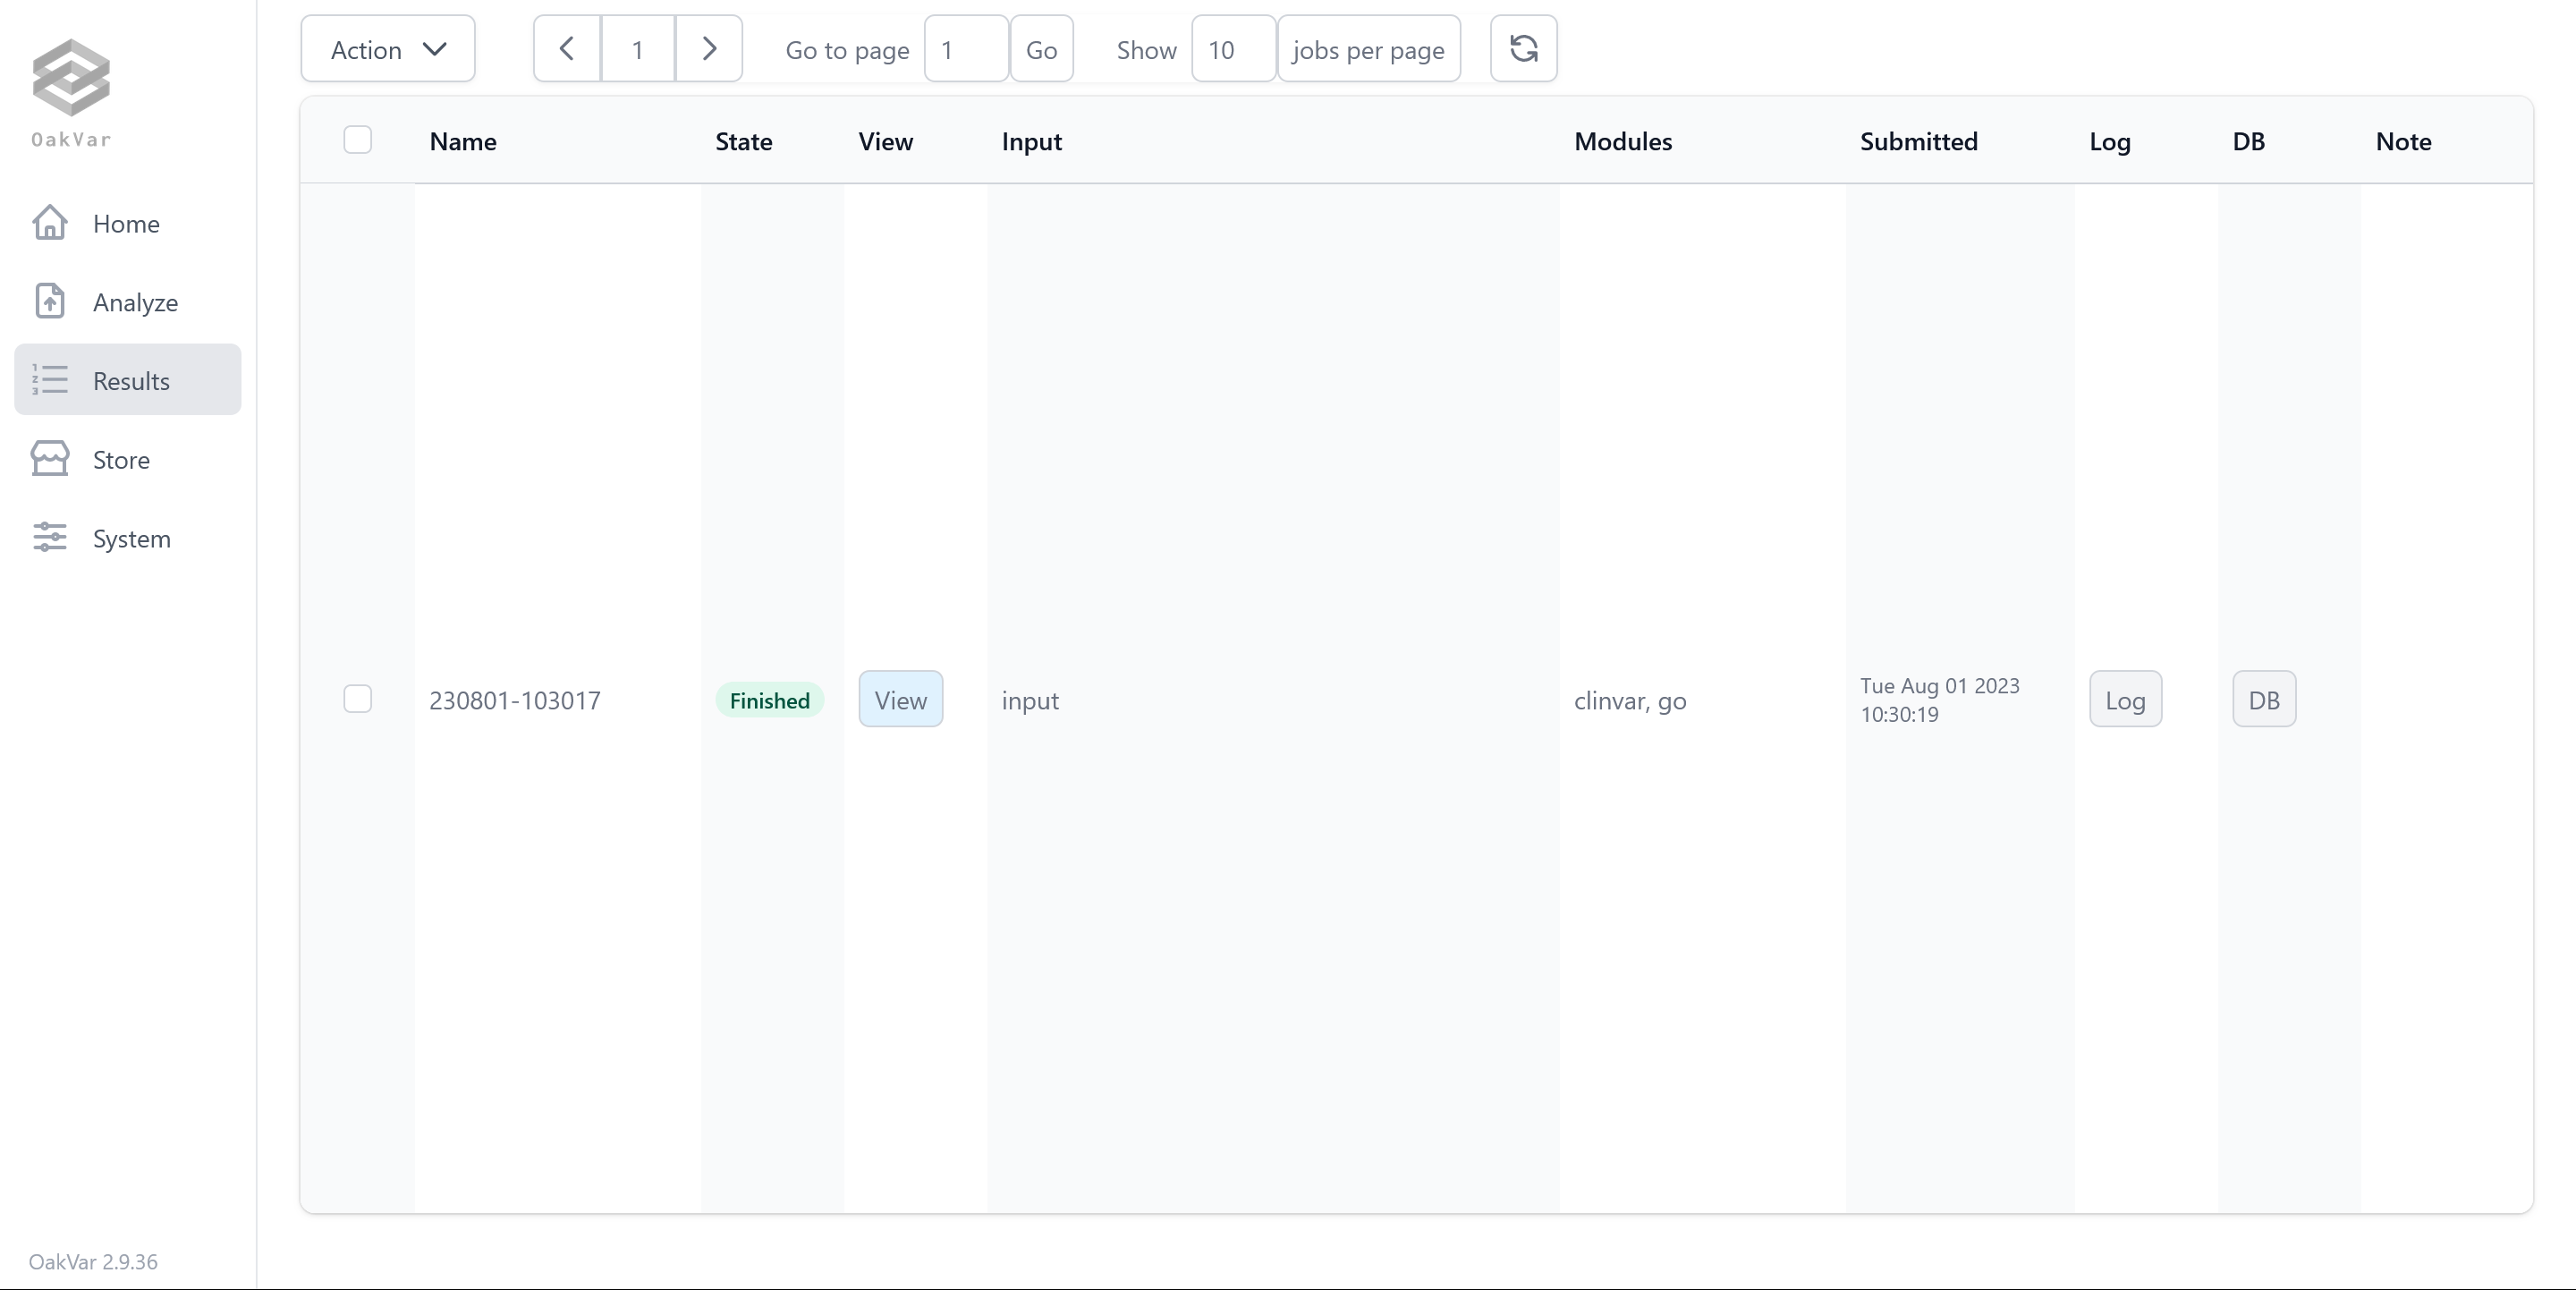 OakVar
Home
Analyze
Results
Store
System
OakVar 2.9.36
Action 1 Go to page 1 Go Show 10 jobs per page
Name State View Input Modules Submitted Log DB Note
230801-103017 Finished View input clinvar, go Tue Aug 01 2023
10:30:19 Log DB